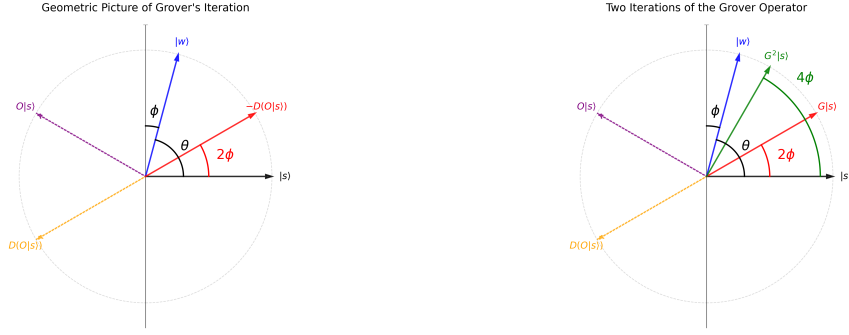 Geometric Picture of Grover's Iteration
|w⟩
O|s⟩
ϕ
−D(O|s⟩)
θ
2ϕ
|s⟩
D(O|s⟩)
Two Iterations of the Grover Operator
|w⟩
G²|s⟩
4ϕ
O|s⟩
ϕ
G|s⟩
θ
2ϕ
|s
D(O|s⟩)